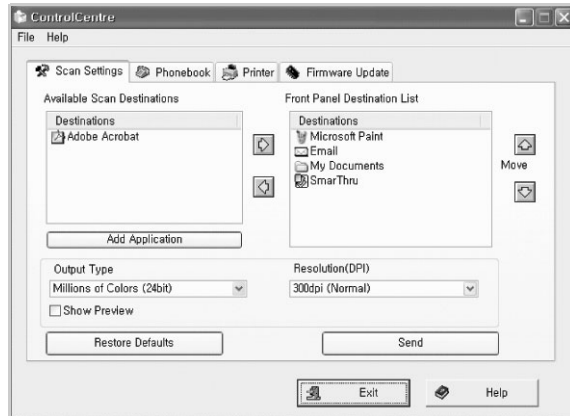 ControlCentre
File Help
Scan Settings Phonebook Printer Firmware Update
Available Scan Destinations Front Panel Destination List
Destinations Destinations
Adobe Acrobat Microsoft Paint
Email
My Documents Move
SmarThru
Add Application
Output Type Resolution(DPI)
Millions of Colors (24bit) 300dpi (Normal)
Show Preview
Restore Defaults Send
Exit Help